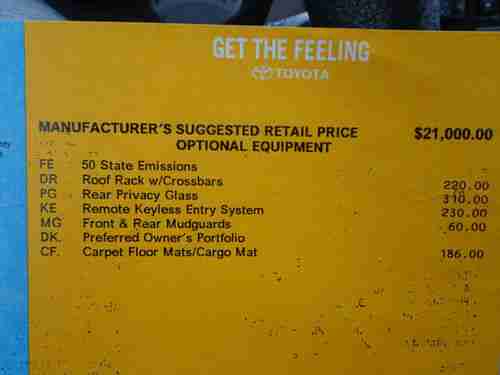 GET THE FEELING
TOYOTA
MANUFACTURER'S SUGGESTED RETAIL PRICE $21,000.00
OPTIONAL EQUIPMENT
FE 50 State Emissions
DR Roof Rack w/Crossbars 220.00
PG Rear Privacy Glass 310.00
KE Remote Keyless Entry System 230.00
MG Front & Rear Mudguards 60.00
DK. Preferred Owner's Portfolio
CF. Carpet Floor Mats/Cargo Mat 186.00